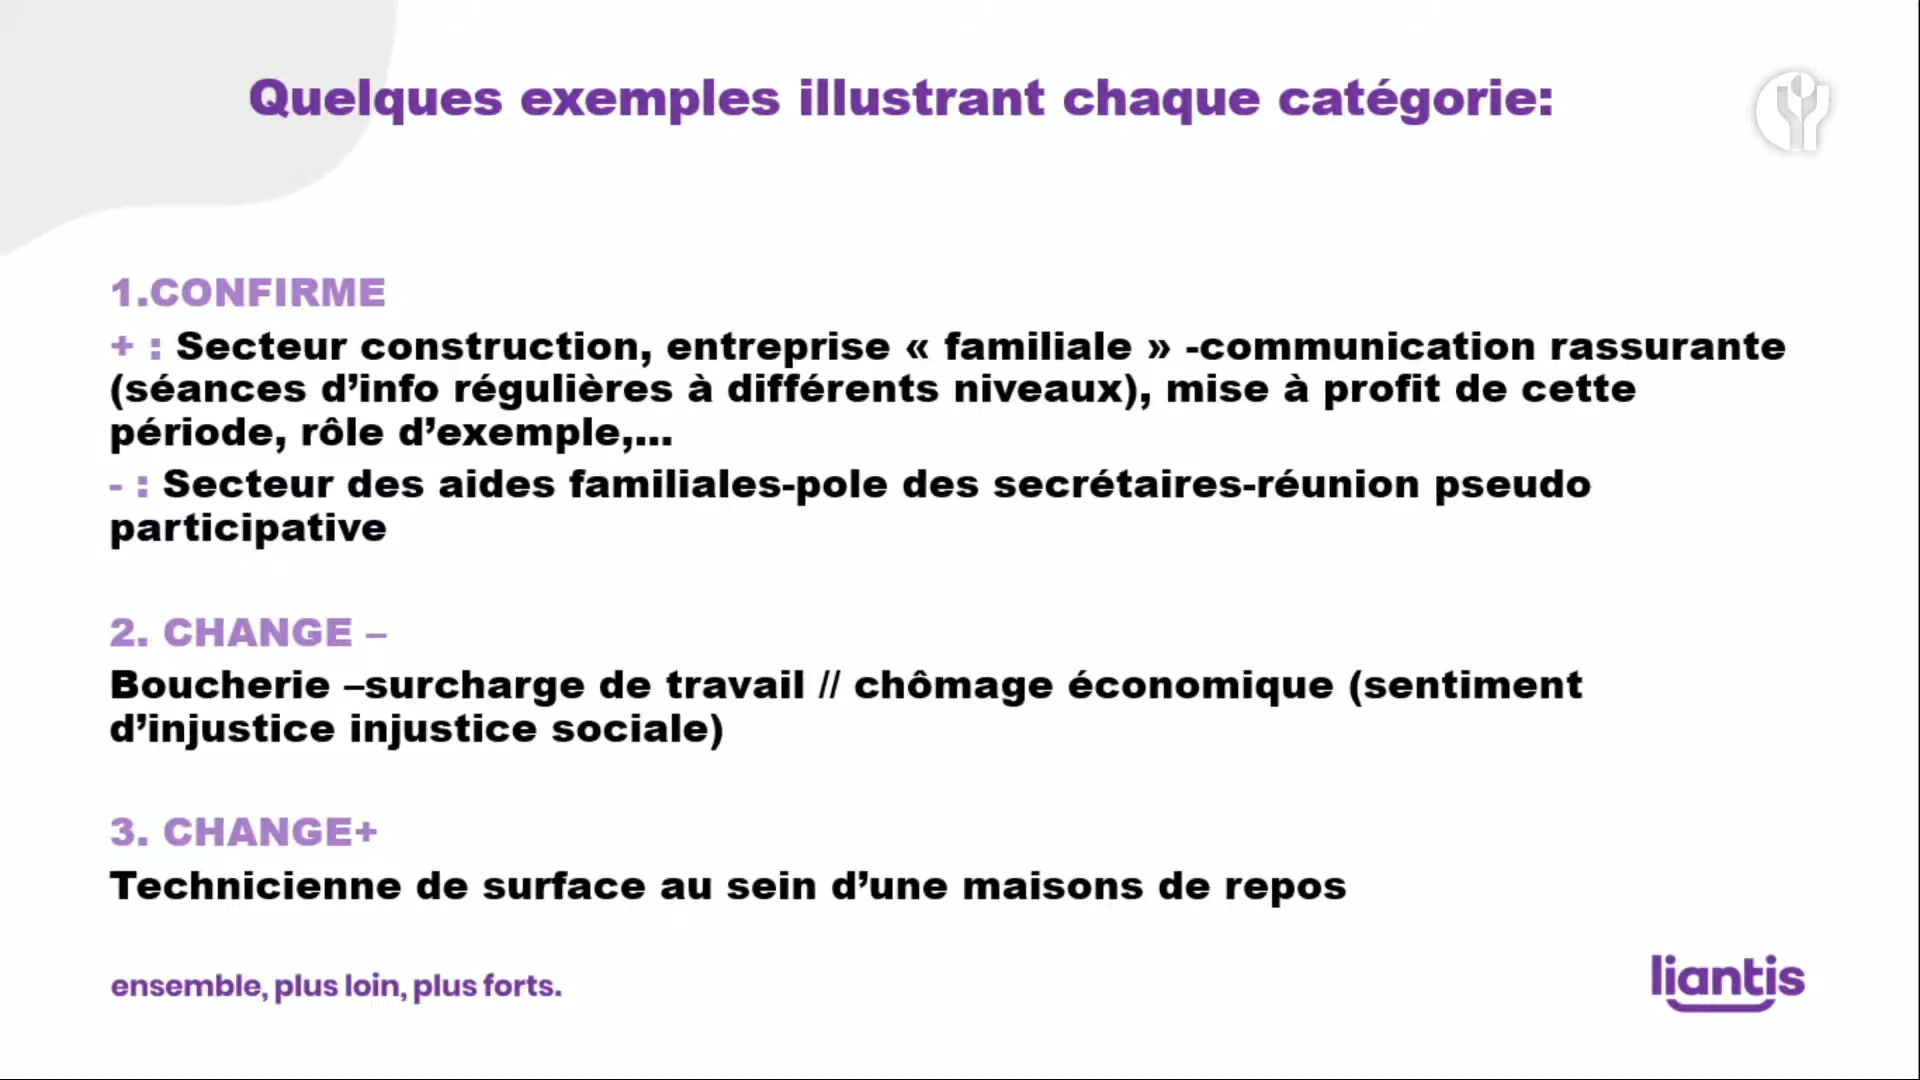 Quelques exemples illustrant chaque catégorie:
1.CONFIRME
+ : Secteur construction, entreprise « familiale » -communication rassurante
(séances d’info régulières à différents niveaux), mise à profit de cette
période, rôle d’exemple,...
- : Secteur des aides familiales-pole des secrétaires-réunion pseudo
participative
2. CHANGE –
Boucherie –surcharge de travail // chômage économique (sentiment
d’injustice injustice sociale)
3. CHANGE+
Technicienne de surface au sein d’une maisons de repos
ensemble, plus loin, plus forts.
liantis